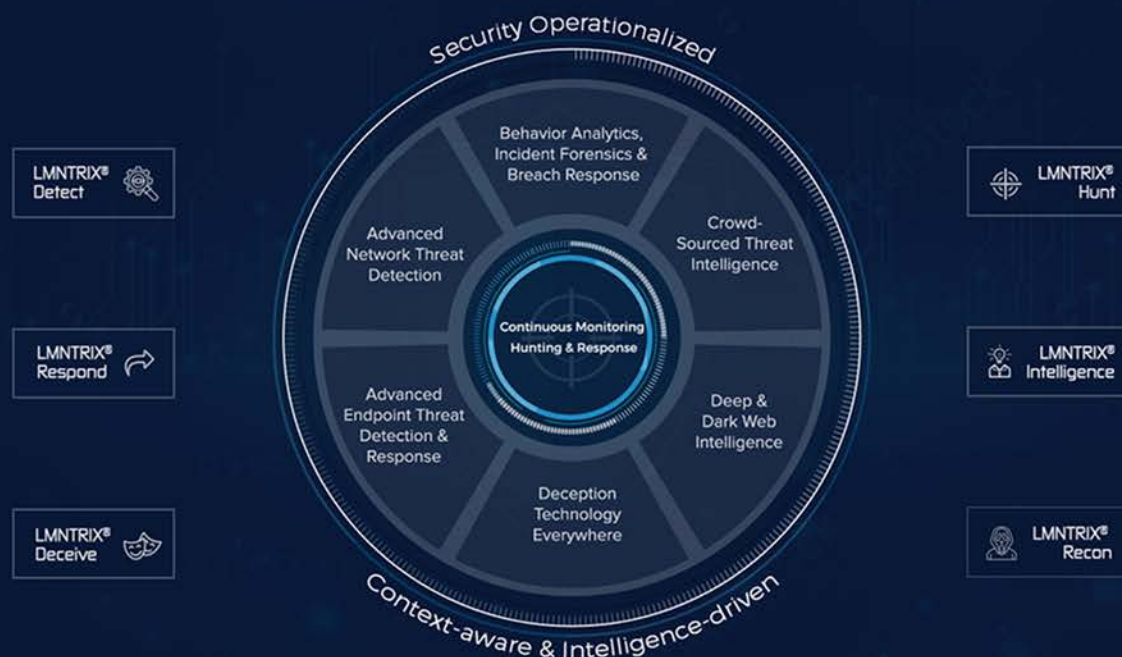 Security Operationalized
LMNTRIX®
Detect
LMNTRIX®
Respond
LMNTRIX®
Deceive
Behavior Analytics,
Incident Forensics &
Breach Response
Advanced
Network Threat
Detection
Crowd-
Sourced Threat
Intelligence
Continuous Monitoring
Hunting & Response
Advanced
Endpoint Threat
Detection &
Response
Deep &
Dark Web
Intelligence
Deception
Technology
Everywhere
LMNTRIX®
Hunt
LMNTRIX®
Intelligence
LMNTRIX®
Recon
Context-aware & Intelligence-driven